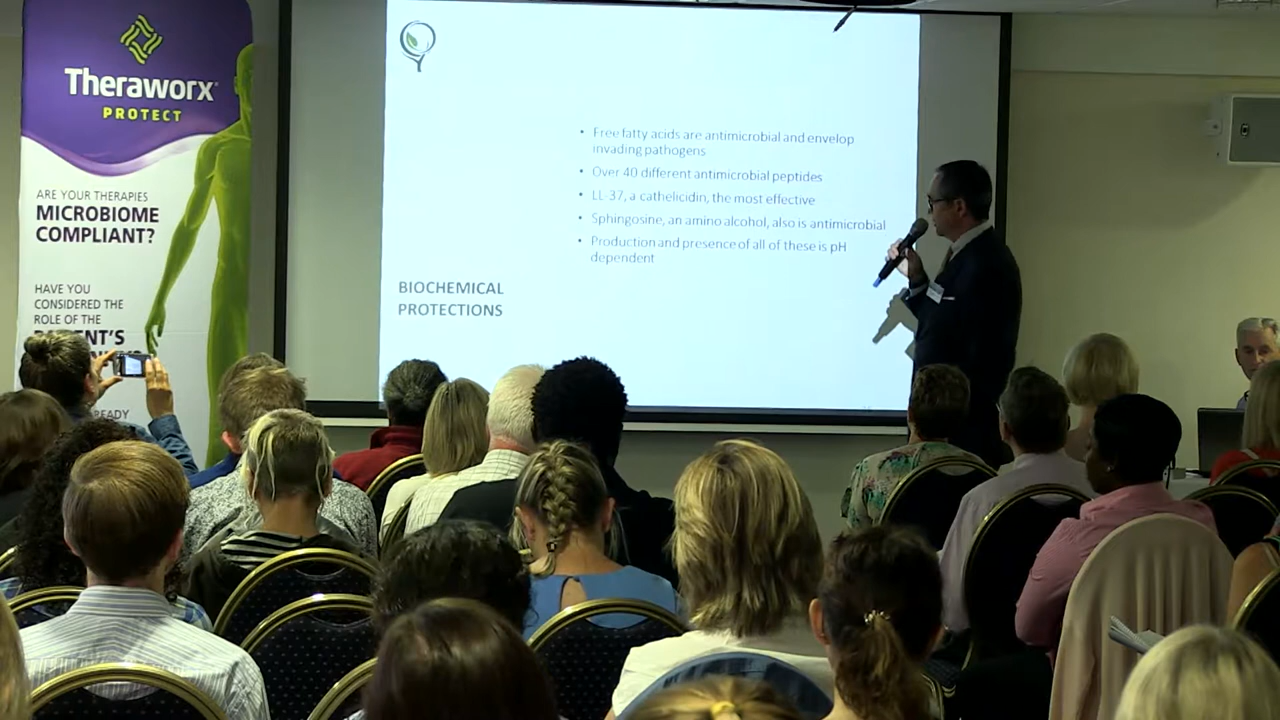 Theraworx
PROTECT
ARE YOUR THERAPIES
MICROBIOME
COMPLIANT?
HAVE YOU
CONSIDERED THE
ROLE OF THE
• Free fatty acids are antimicrobial and envelop
invading pathogens
• Over 40 different antimicrobial peptides
• LL-37, a cathelicidin, the most effective
• Sphingosine, an amino alcohol, also is antimicrobial
• Production and presence of all of these is pH
dependent
BIOCHEMICAL
PROTECTIONS